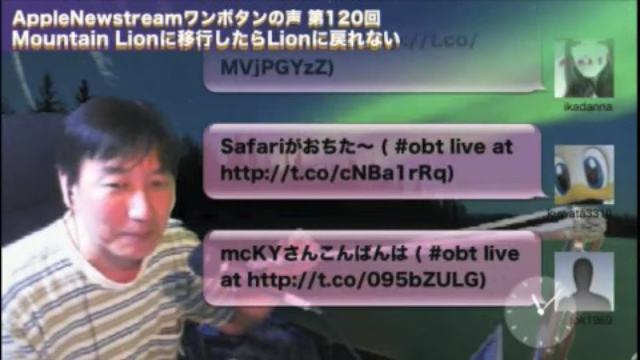 AppleNewstreamワンボタンの声 第120回
Mountain Lionに移行したらLionに戻れない
//t.co/
MVjPGYzZ)
ikadanna
Safariがおちた〜 ( #obt live at
http://t.co/cNBa1rRq)
mcKYさんこんばんは ( #obt live
at http://t.co/095bZULG)